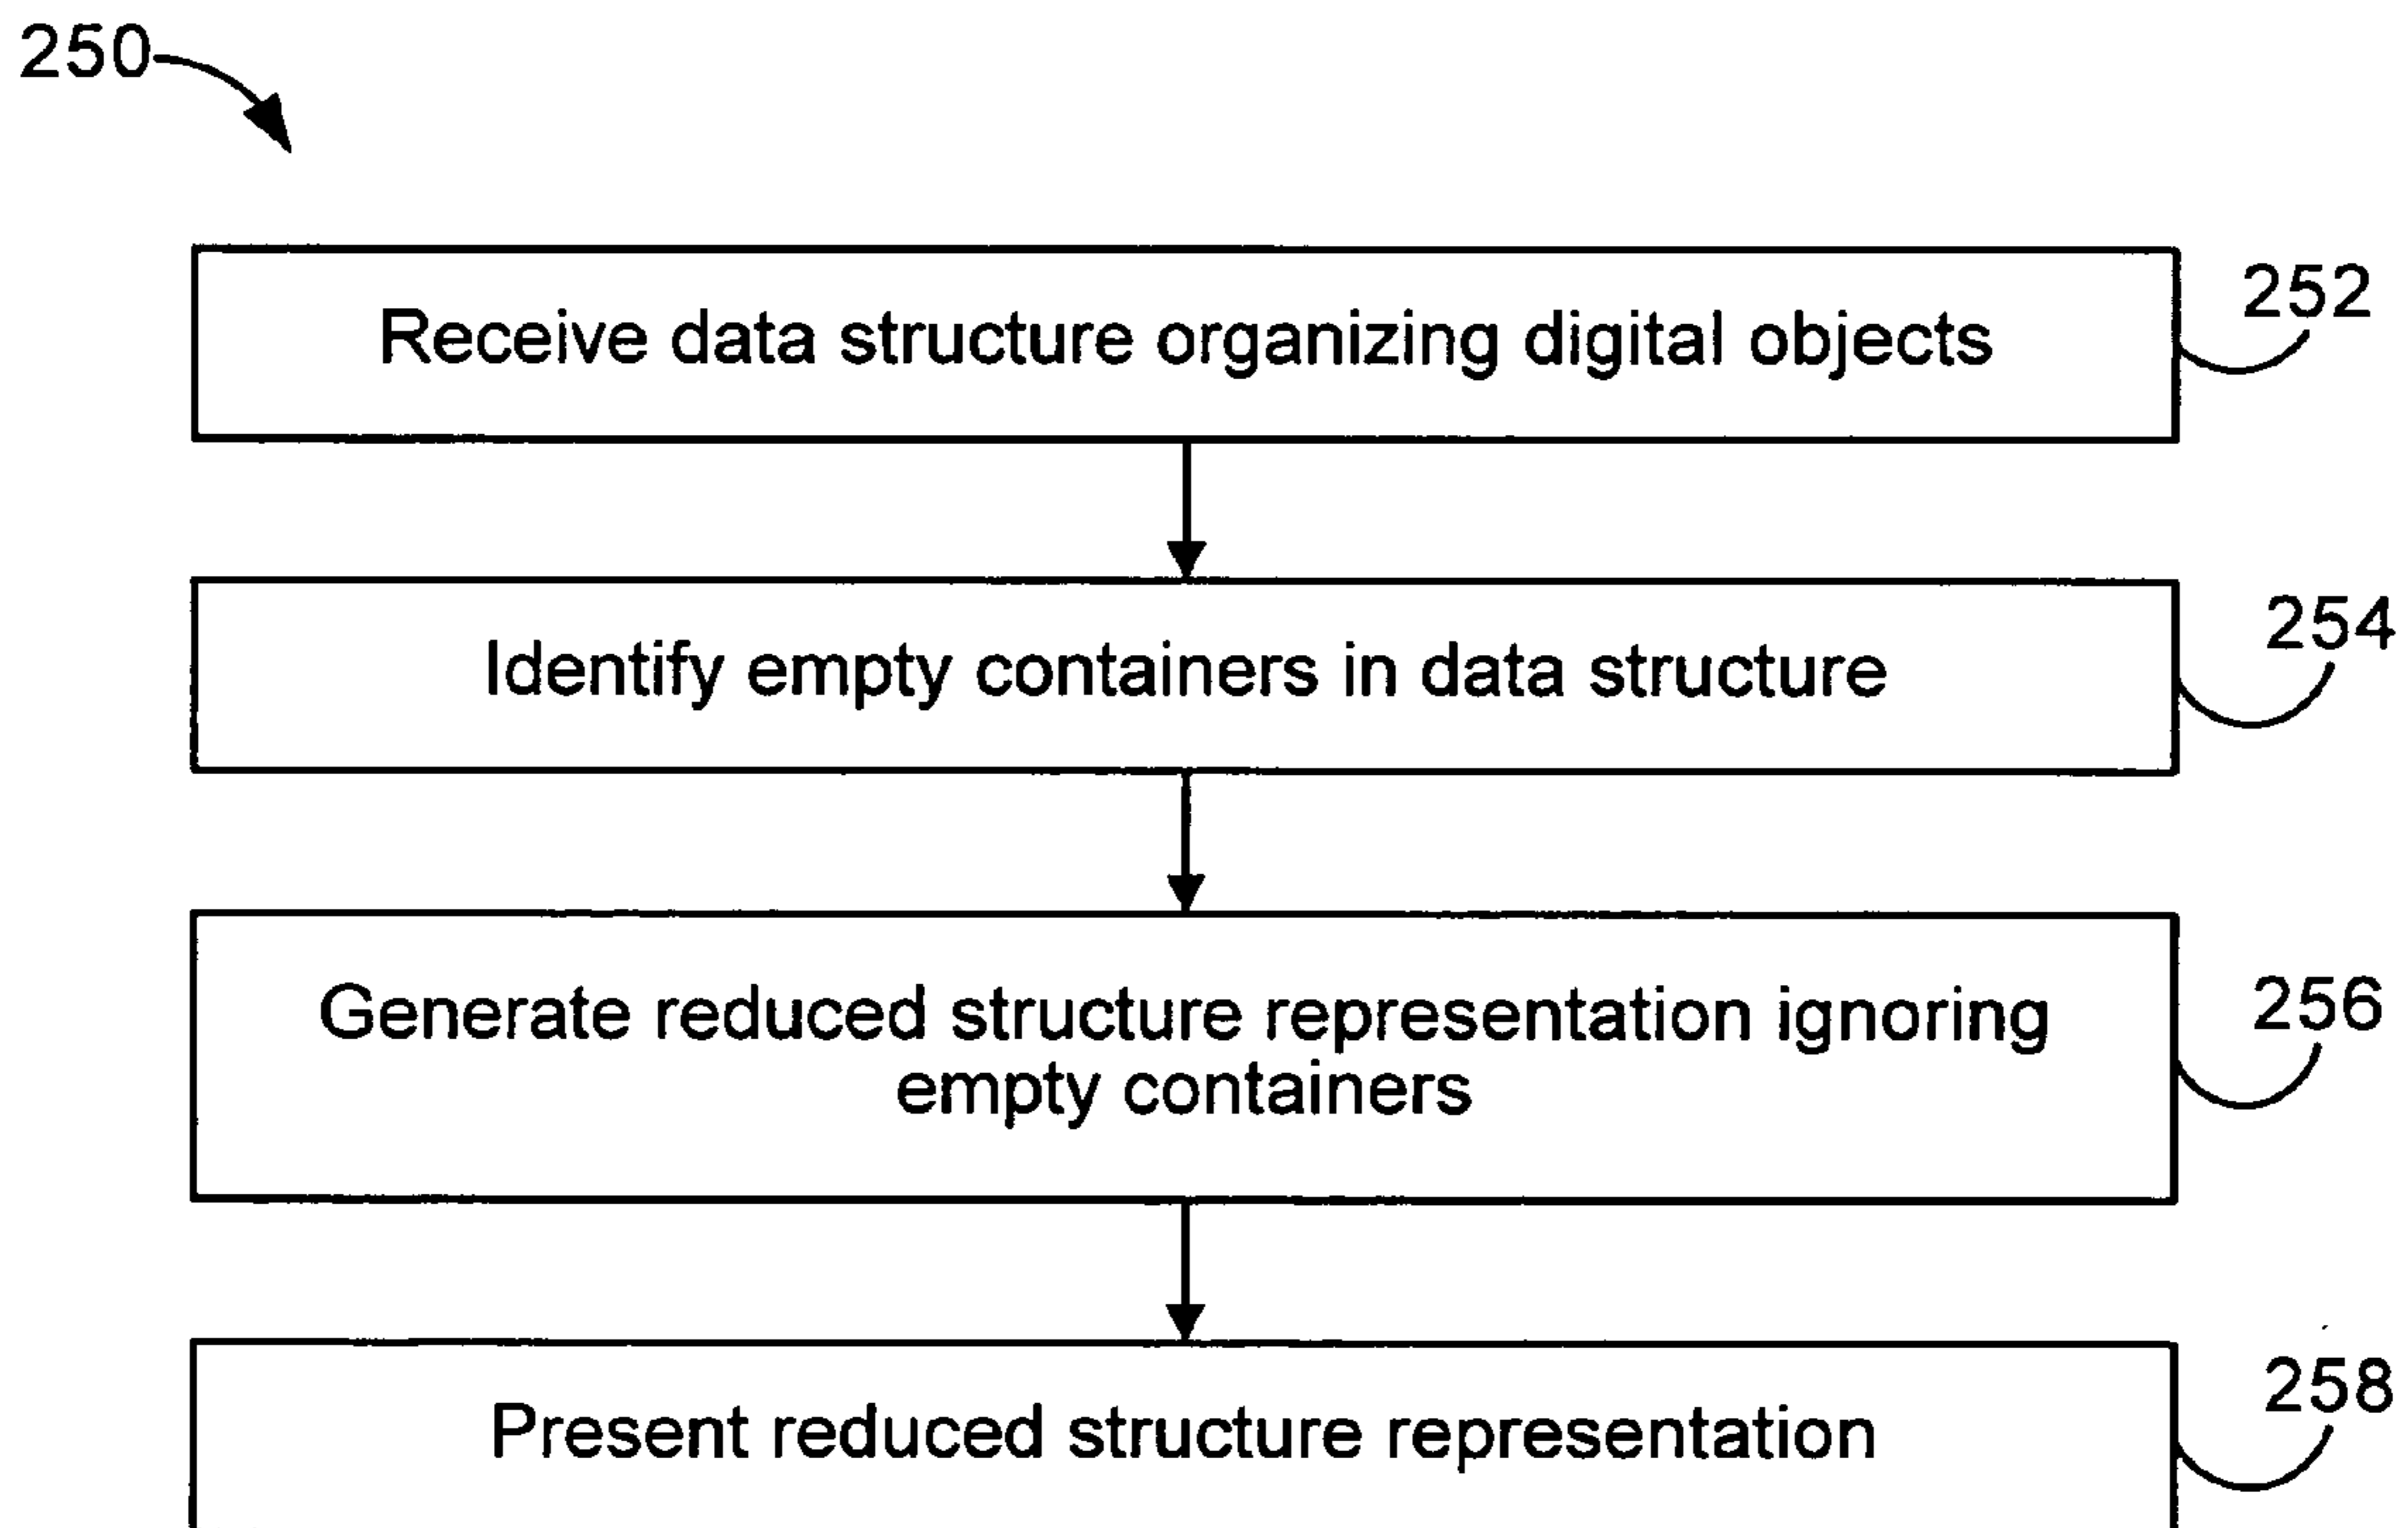 250
Receive data structure organizing digital objects
252
Identify empty containers in data structure
254
Generate reduced structure representation ignoring
empty containers
256
Present reduced structure representation
258